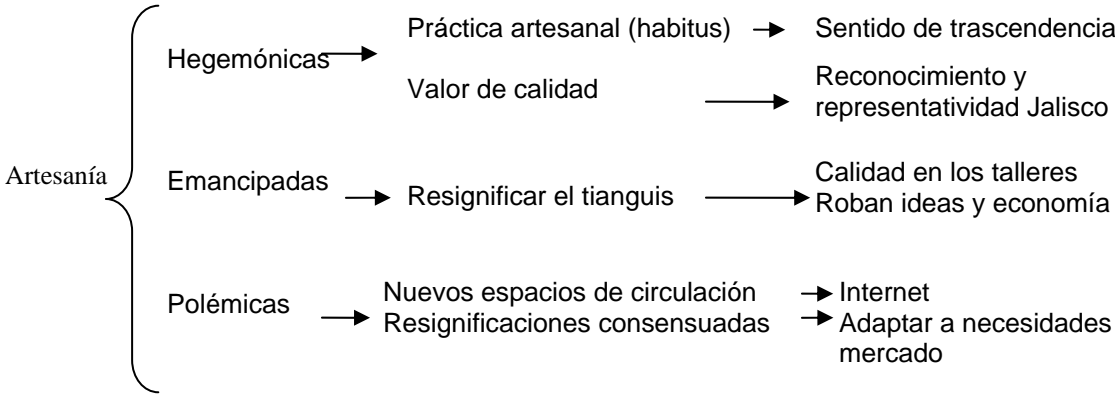 Artesanía
Hegemónicas
Práctica artesanal (habitus)
Sentido de trascendencia
Valor de calidad
Reconocimiento y
representatividad Jalisco
Emancipadas
Resignificar el tianguis
Calidad en los talleres
Roban ideas y economía
Polémicas
Nuevos espacios de circulación
Internet
Resignificaciones consensuadas
Adaptar a necesidades
mercado